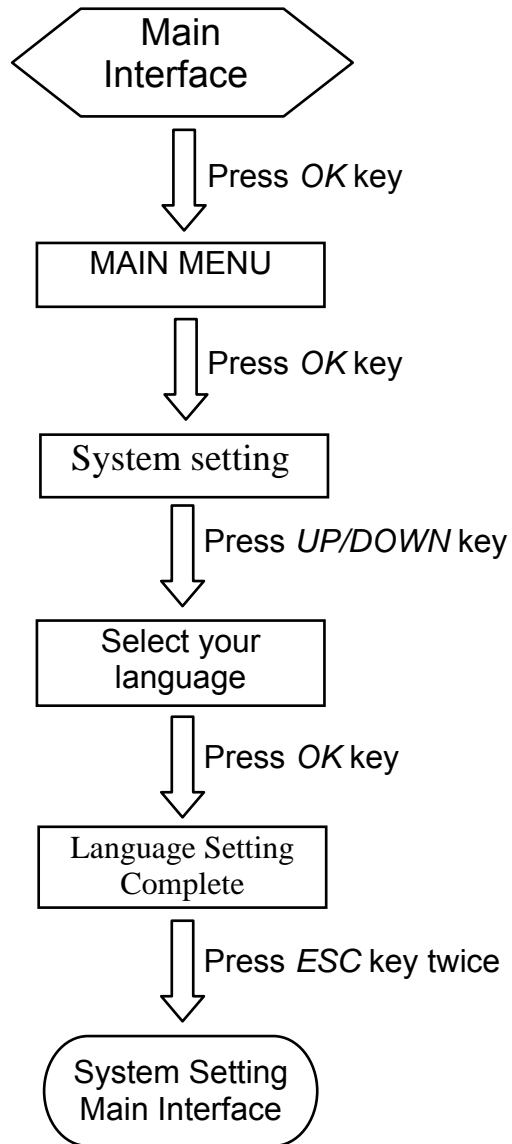 Main
Interface
Press OK key
MAIN MENU
Press OK key
System setting
Press UP/DOWN key
Select your
language
Press OK key
Language Setting
Complete
Press ESC key twice
System Setting
Main Interface